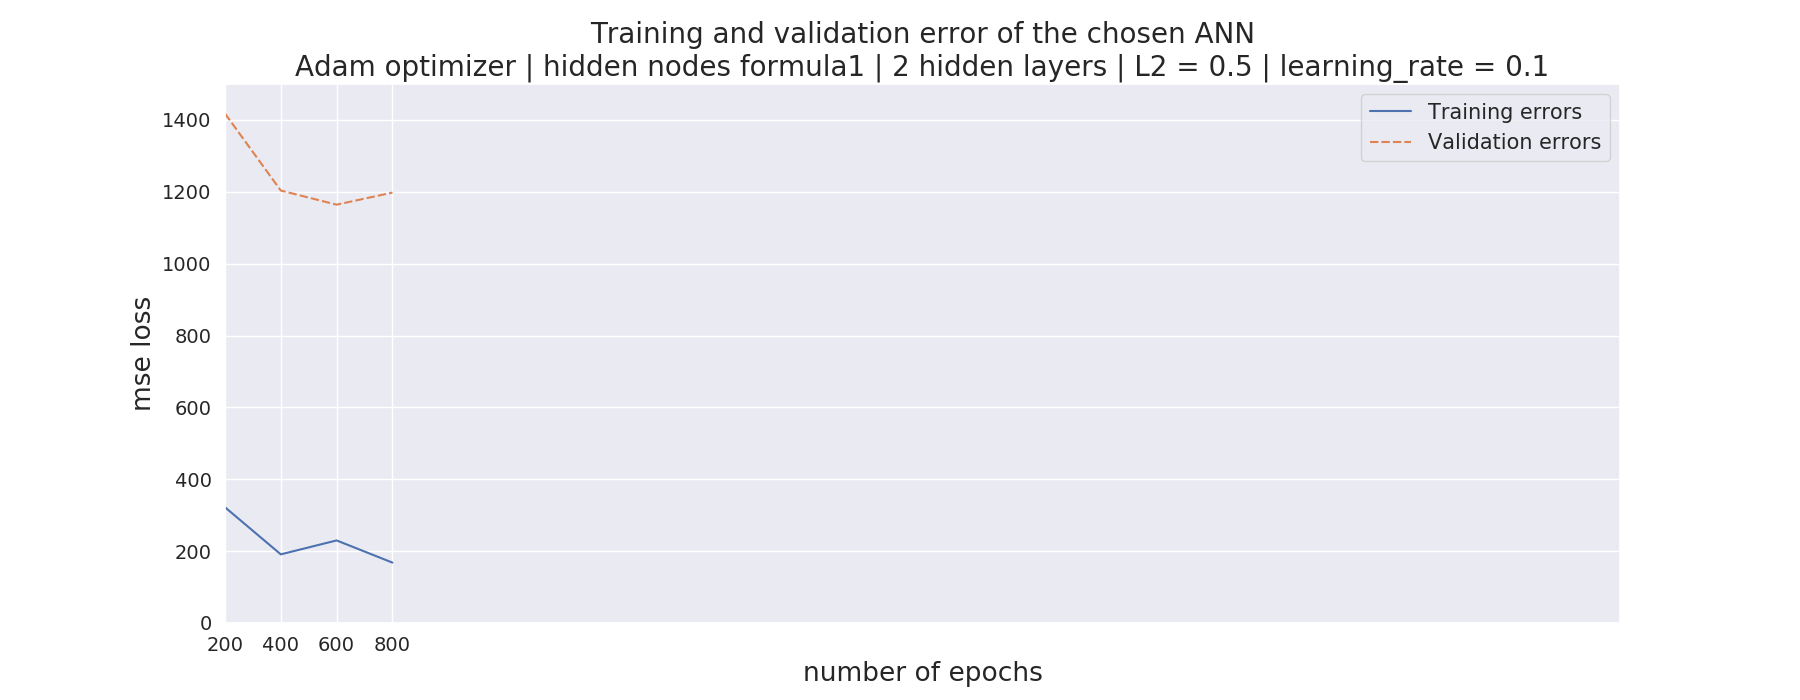 Training and validation error of the chosen ANN
Adam optimizer | hidden nodes formula1 | 2 hidden layers | L2 = 0.5 | learning_rate = 0.1
Training errors
Validation errors
mse loss
1400
1200
1000
800
600
400
200
0
200 400 600 800
number of epochs